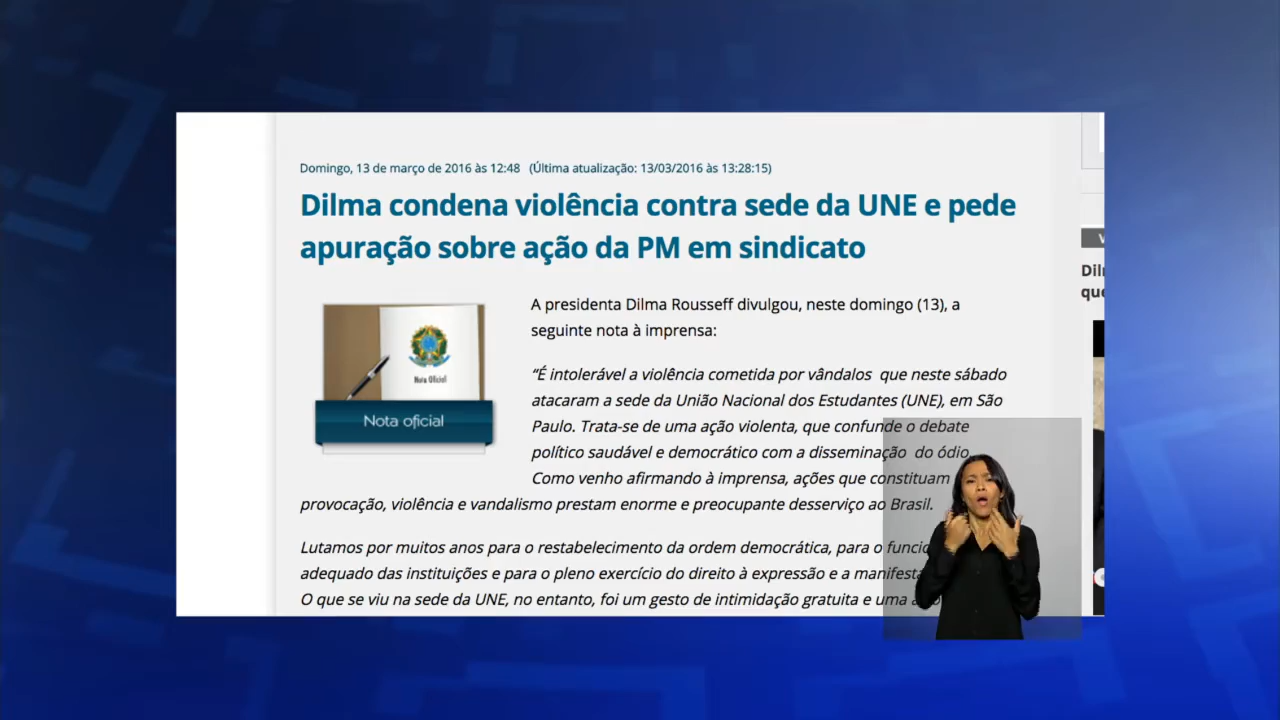 Domingo, 13 de março de 2016 às 12:48 (Última atualização: 13/03/2016 às 13:28:15)
Dilma condena violência contra sede da UNE e pede
apuração sobre ação da PM em sindicato
A presidenta Dilma Rousseff divulgou, neste domingo (13), a
seguinte nota à imprensa:
Nota Oficial
Nota oficial
“É intolerável a violência cometida por vândalos que neste sábado
atacaram a sede da União Nacional dos Estudantes (UNE), em São
Paulo. Trata-se de uma ação violenta, que confunde o debate
político saudável e democrático com a disseminação do ódio.
Como venho afirmando à imprensa, ações que constituam
provocação, violência e vandalismo prestam enorme e preocupante desserviço ao Brasil.
Lutamos por muitos anos para o restabelecimento da ordem democrática, para o
adequado das instituições e para o pleno exercício do direito à expressão e a
O que se viu na sede da UNE, no entanto, foi um gesto de intimidação gratuita e uma